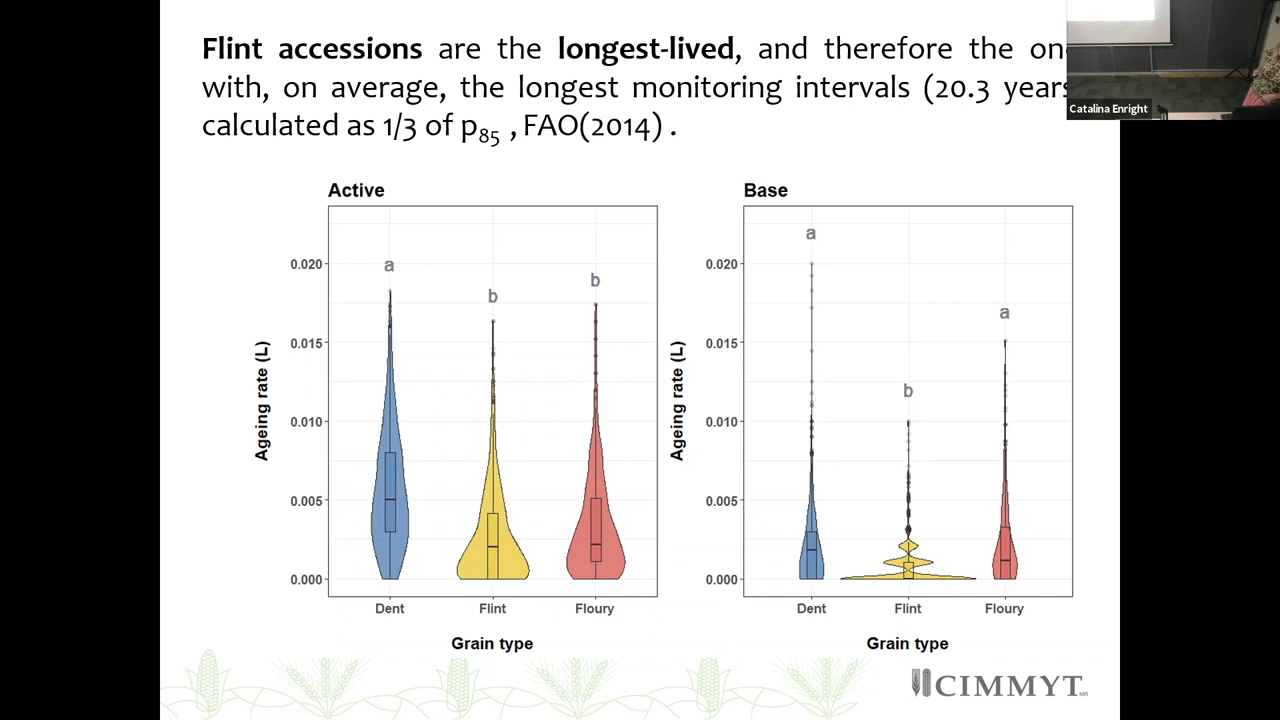 Flint accessions are the longest-lived, and therefore the
with, on average, the longest monitoring intervals (20.3 years
calculated as 1/3 of p85 , FAO(2014) .
Catalina Enright
Active
a
b
b
0.020
0.015
0.010
0.005
0.000
Ageing rate (L)
Dent Flint Floury
Grain type
Base
a
b
a
0.020
0.015
0.010
0.005
0.000
Ageing rate (L)
Dent Flint Floury
Grain type
CIMMYT MR